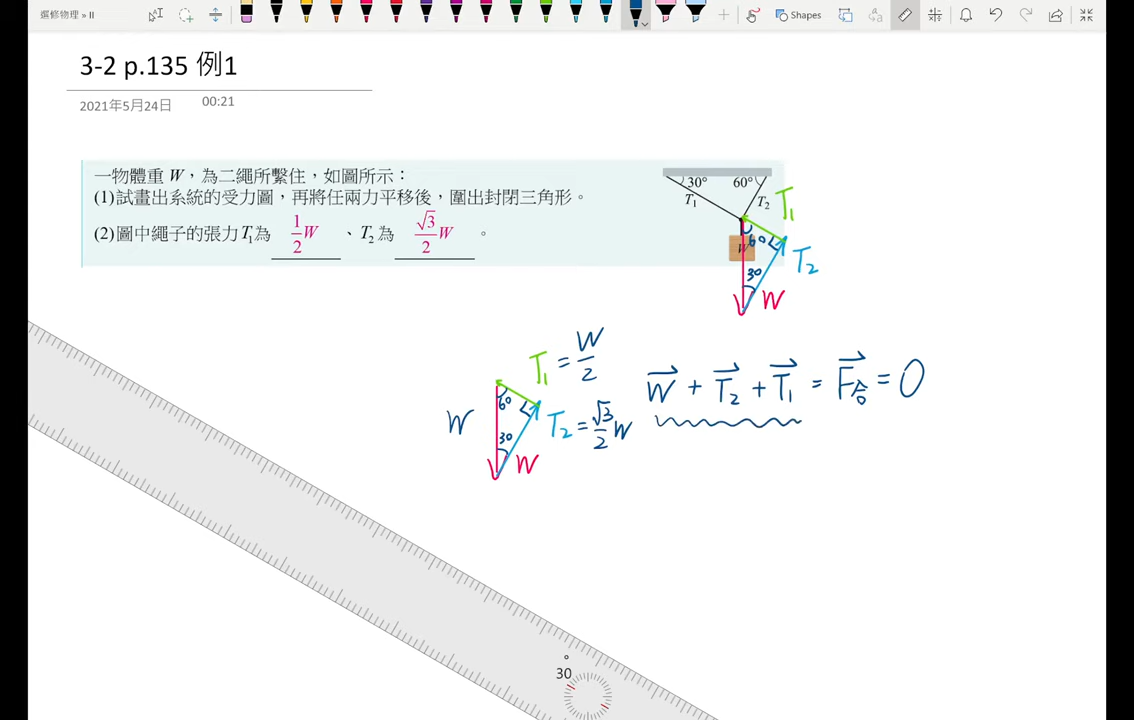 選修物理 » II
Shapes
3-2 p.135 例1
2021年5月24日 00:21
一物體重 W，為二繩所繫住，如圖所示：
(1)試畫出系統的受力圖，再將任兩力平移後，圍出封閉三角形。
(2)圖中繩子的張力T₁為 1/2 W 、T₂為 √3/2 W 。
30° 60°
T₁ T₂
T₁
W 60
T₂
30
W
T₁ = W/2
W⃗ + T₂⃗ + T₁⃗ = F⃗合 = 0
60
W T₂ = √3/2 W
30
W
30°